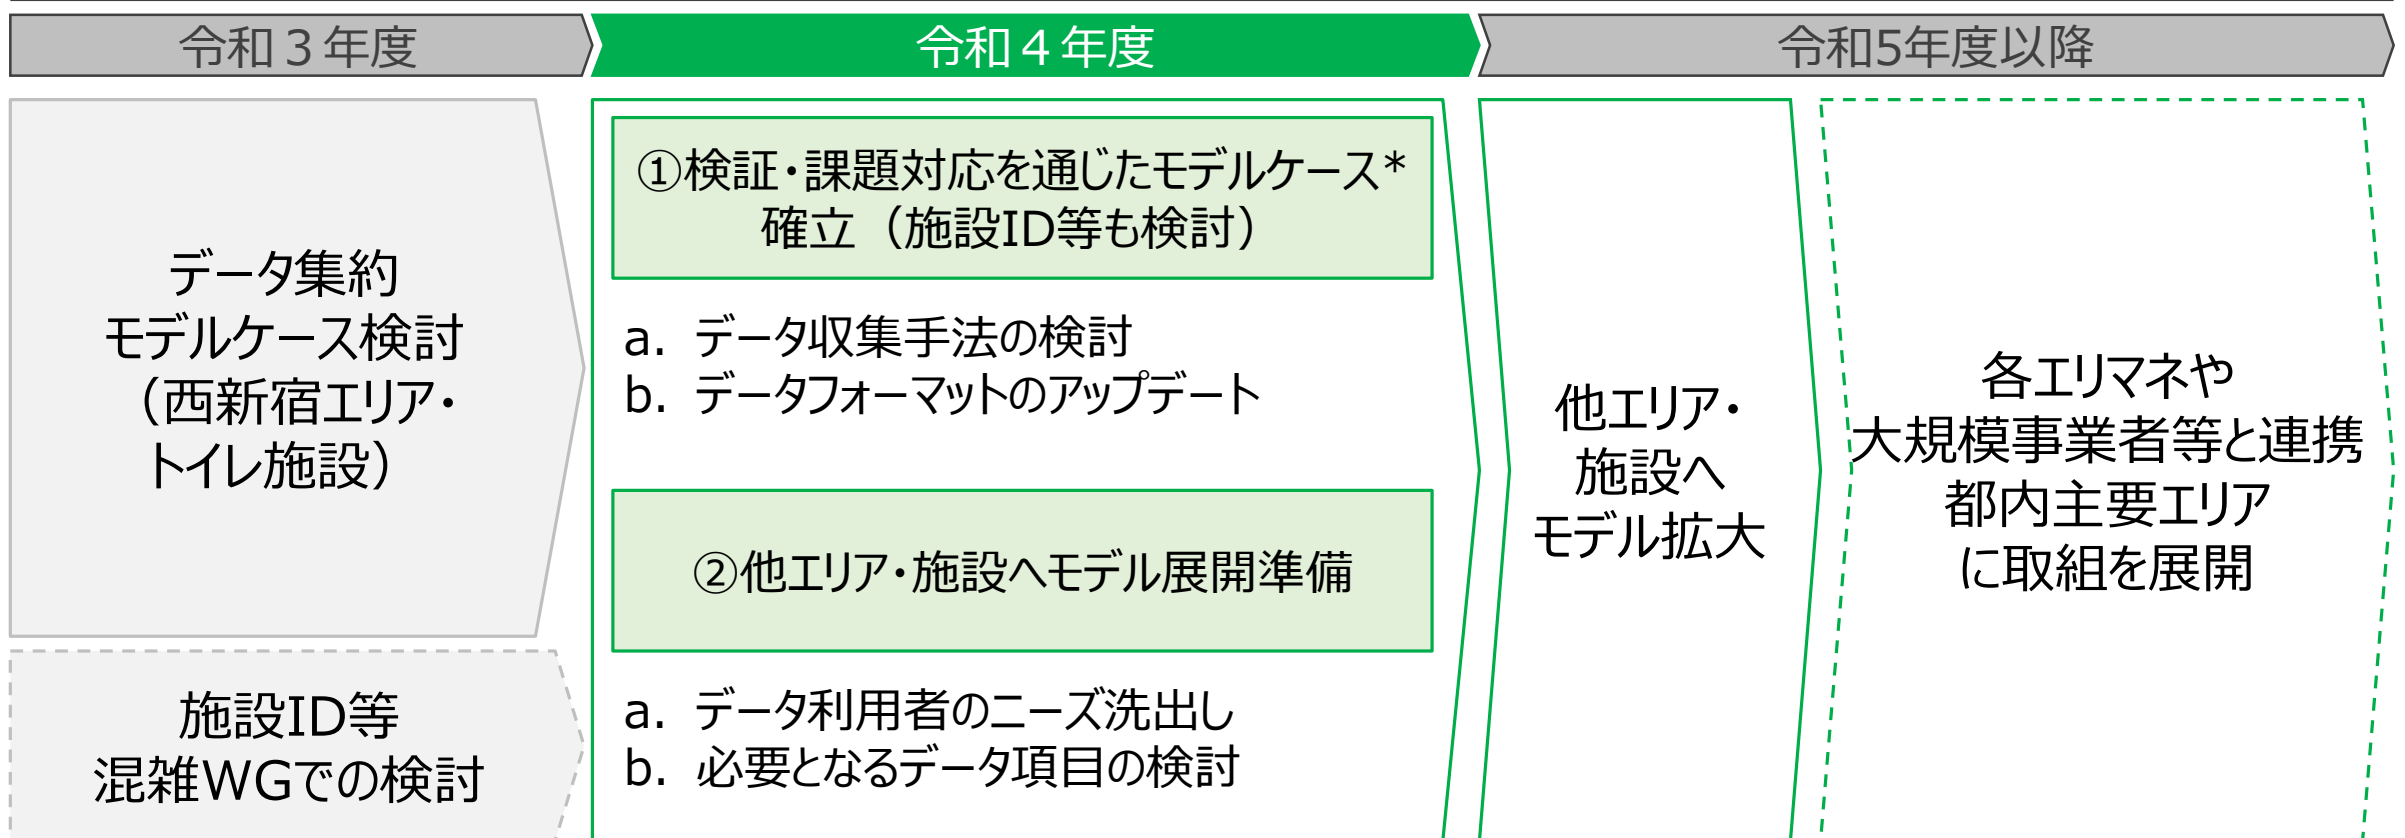 令和３年度
令和４年度
令和5年度以降
データ集約
モデルケース検討
（西新宿エリア・
トイレ施設）
施設ID等
混雑WGでの検討
①検証・課題対応を通じたモデルケース*
確立（施設ID等も検討）
a. データ収集手法の検討
b. データフォーマットのアップデート
②他エリア・施設へモデル展開準備
a. データ利用者のニーズ洗出し
b. 必要となるデータ項目の検討
他エリア・
施設へ
モデル拡大
各エリマネや
大規模事業者等と連携
都内主要エリア
に取組を展開